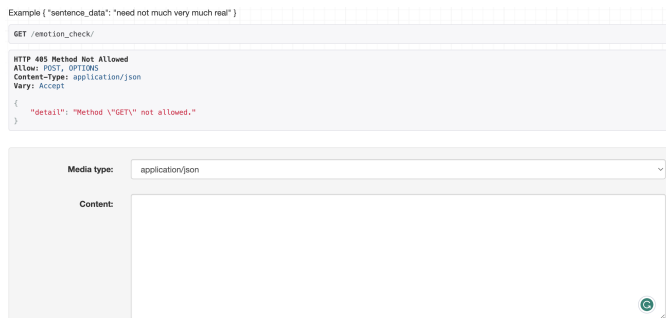 Example { "sentence_data": "need not much very much real" }
GET /emotion_check/
HTTP 405 Method Not Allowed
Allow: POST, OPTIONS
Content-Type: application/json
Vary: Accept
{
"detail": "Method \"GET\" not allowed."
}
Media type:
application/json
Content: